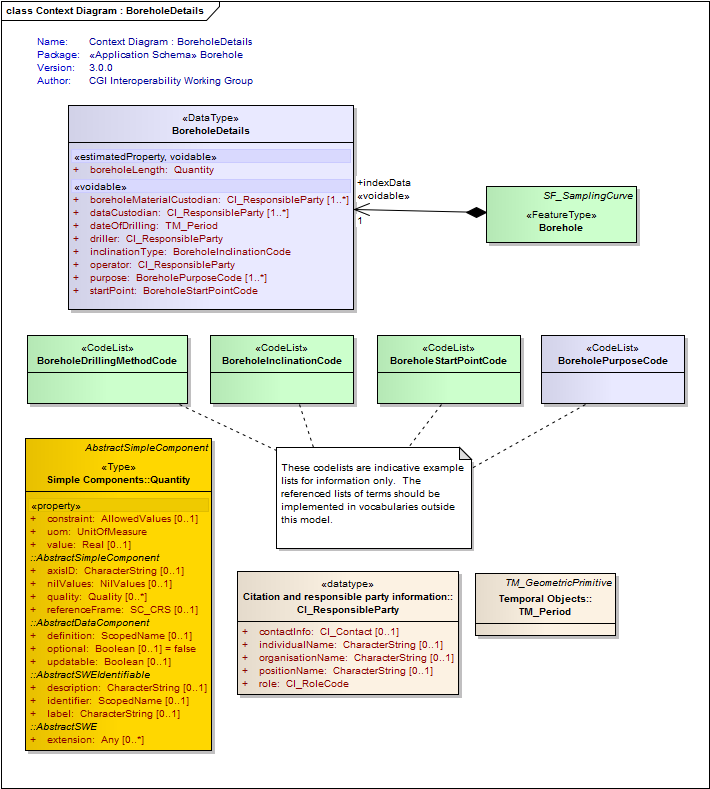 class Context Diagram : BoreholeDetails
Name: Context Diagram : BoreholeDetails
Package: «Application Schema» Borehole
Version: 3.0.0
Author: CGI Interoperability Working Group
«DataType»
BoreholeDetails
«estimatedProperty, voidable»
+ boreholeLength: Quantity
«voidable»
+ boreholeMaterialCustodian: CI_ResponsibleParty [1..*]
+ dataCustodian: CI_ResponsibleParty [1..*]
+ dateOfDrilling: TM_Period
+ driller: CI_ResponsibleParty
+ inclinationType: BoreholeInclinationCode
+ operator: CI_ResponsibleParty
+ purpose: BoreholePurposeCode [1..*]
+ startPoint: BoreholeStartPointCode
+indexData
«voidable»
1
SF_SamplingCurve
«FeatureType»
Borehole
«CodeList»
BoreholeDrillingMethodCode
«CodeList»
BoreholeInclinationCode
«CodeList»
BoreholeStartPointCode
«CodeList»
BoreholePurposeCode
These codelists are indicative example
lists for information only. The
referenced lists of terms should be
implemented in vocabularies outside
this model.
AbstractSimpleComponent
«Type»
Simple Components::Quantity
«property»
+ constraint: AllowedValues [0..1]
+ uom: UnitOfMeasure
+ value: Real [0..1]
::AbstractSimpleComponent
+ axisID: CharacterString [0..1]
+ nilValues: NilValues [0..1]
+ quality: Quality [0..*]
+ referenceFrame: SC_CRS [0..1]
::AbstractDataComponent
+ definition: ScopedName [0..1]
+ optional: Boolean [0..1] = false
+ updatable: Boolean [0..1]
::AbstractSWEIdentifiable
+ description: CharacterString [0..1]
+ identifier: ScopedName [0..1]
+ label: CharacterString [0..1]
::AbstractSWE
+ extension: Any [0..*]
«datatype»
Citation and responsible party information::
CI_ResponsibleParty
+ contactInfo: CI_Contact [0..1]
+ individualName: CharacterString [0..1]
+ organisationName: CharacterString [0..1]
+ positionName: CharacterString [0..1]
+ role: CI_RoleCode
TM_GeometricPrimitive
Temporal Objects::
TM_Period